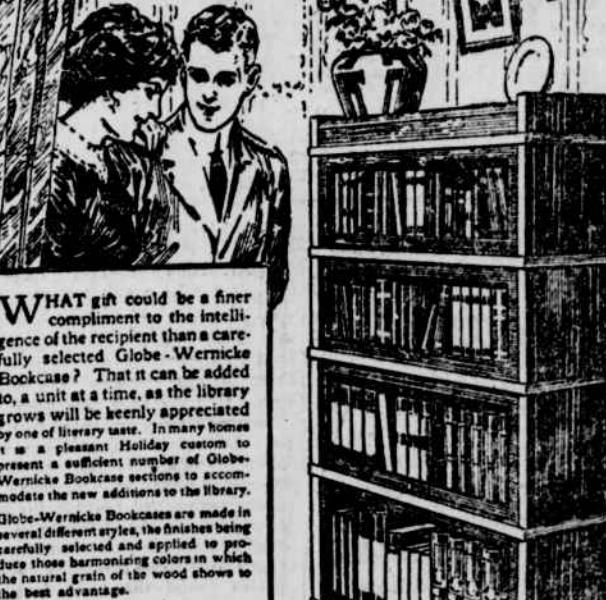 WHAT gift could be a finer
compliment to the intelli-
gence of the recipient than a care-
fully selected Globe-Wernicke
Bookcase? That it can be added
to, a unit at a time, as the library
grows will be keenly appreciated
by one of literary taste. In many homes
it is a pleasant Holiday custom to
present a sufficient number of Globe-
Wernicke Bookcase sections to accom-
modate the new additions to the library.
Globe-Wernicke Bookcases are made in
several different styles, the finishes being
carefully selected and applied to pro-
duce those harmonizing colors in which
the natural grain of the wood shows to
the best advantage.